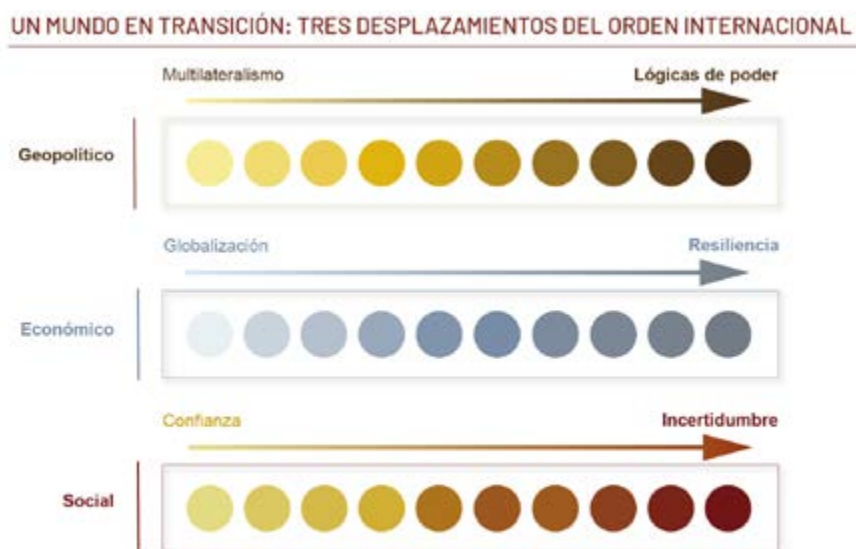 UN MUNDO EN TRANSICIÓN: TRES DESPLAZAMIENTOS DEL ORDEN INTERNACIONAL
Multilateralismo Lógicas de poder
Geopolítico
Globalización Resiliencia
Económico
Confianza Incertidumbre
Social